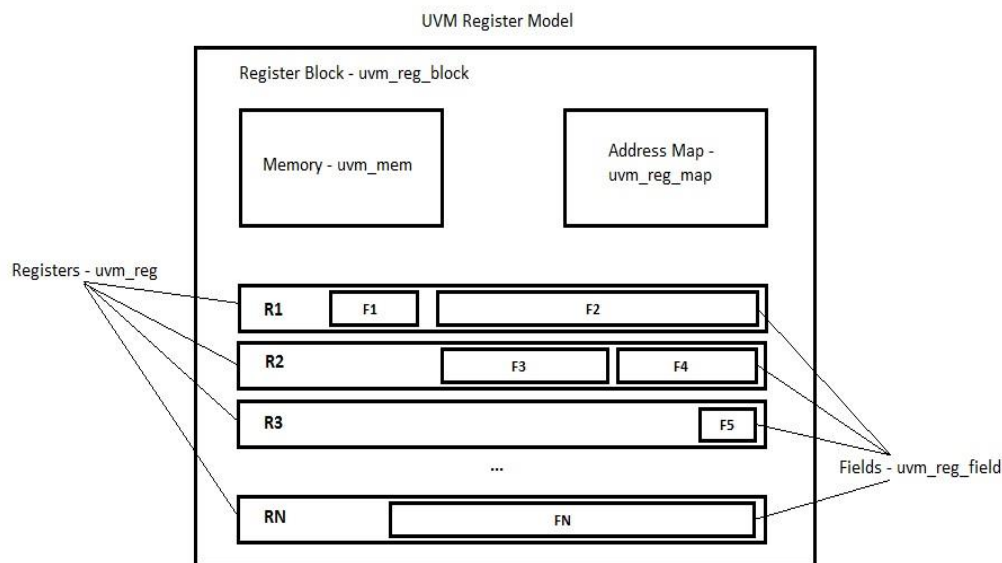 UVM Register Model
Register Block - uvm_reg_block
Memory - uvm_mem
Address Map -
uvm_reg_map
Registers - uvm_reg
R1
F1
F2
R2
F3
F4
R3
F5
...
Fields - uvm_reg_field
RN
FN